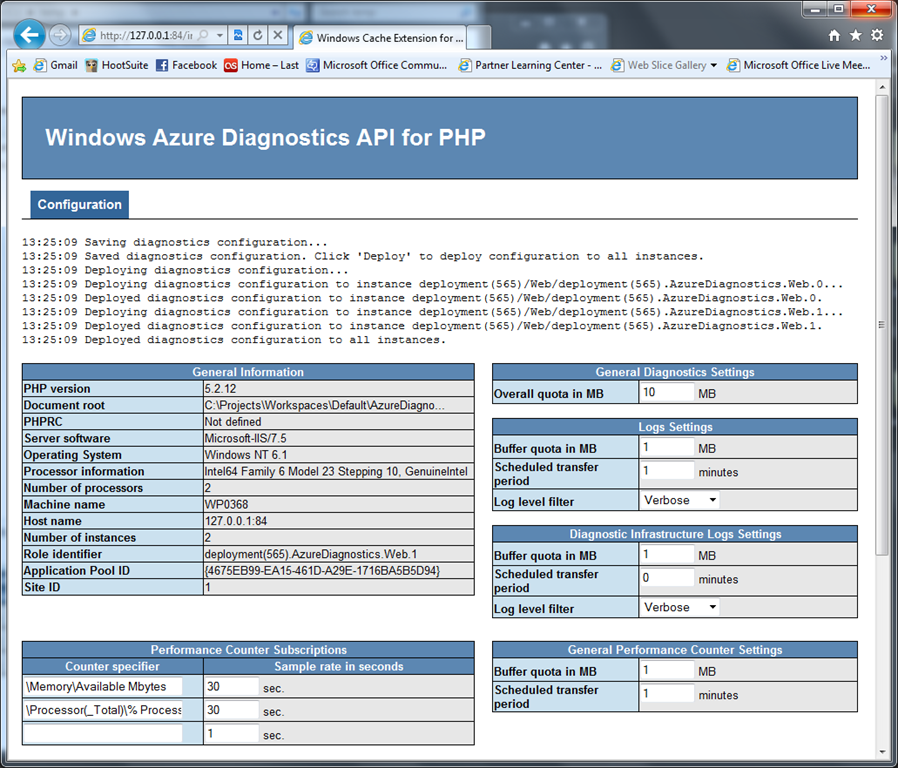 http://127.0.0.1:84/
Windows Cache Extension for ...
Gmail HootSuite Facebook Home – Last Microsoft Office Commu... Partner Learning Center - ... Web Slice Gallery Microsoft Office Live Mee... »
Windows Azure Diagnostics API for PHP
Configuration
13:25:09 Saving diagnostics configuration...
13:25:09 Saved diagnostics configuration. Click 'Deploy' to deploy configuration to all instances.
13:25:09 Deploying diagnostics configuration...
13:25:09 Deploying diagnostics configuration to instance deployment(565)/Web/deployment(565).AzureDiagnostics.Web.0...
13:25:09 Deployed diagnostics configuration to instance deployment(565)/Web/deployment(565).AzureDiagnostics.Web.0.
13:25:09 Deploying diagnostics configuration to instance deployment(565)/Web/deployment(565).AzureDiagnostics.Web.1...
13:25:09 Deployed diagnostics configuration to instance deployment(565)/Web/deployment(565).AzureDiagnostics.Web.1.
13:25:09 Deployed diagnostics configuration to all instances.
General Information
PHP version 5.2.12
Document root C:\Projects\Workspaces\Default\AzureDiagno...
PHPRC Not defined
Server software Microsoft-IIS/7.5
Operating System Windows NT 6.1
Processor information Intel64 Family 6 Model 23 Stepping 10, GenuineIntel
Number of processors 2
Machine name WP0368
Host name 127.0.0.1:84
Number of instances 2
Role identifier deployment(565).AzureDiagnostics.Web.1
Application Pool ID {4675EB99-EA15-461D-A29E-1716BA5B5D94}
Site ID 1
General Diagnostics Settings
Overall quota in MB 10 MB
Logs Settings
Buffer quota in MB 1 MB
Scheduled transfer
period 1 minutes
Log level filter Verbose
Diagnostic Infrastructure Logs Settings
Buffer quota in MB 1 MB
Scheduled transfer
period 0 minutes
Log level filter Verbose
Performance Counter Subscriptions
Counter specifier Sample rate in seconds
\Memory\Available Mbytes 30 sec.
\Processor(_Total)\% Process 30 sec.
1 sec.
General Performance Counter Settings
Buffer quota in MB 1 MB
Scheduled transfer
period 1 minutes